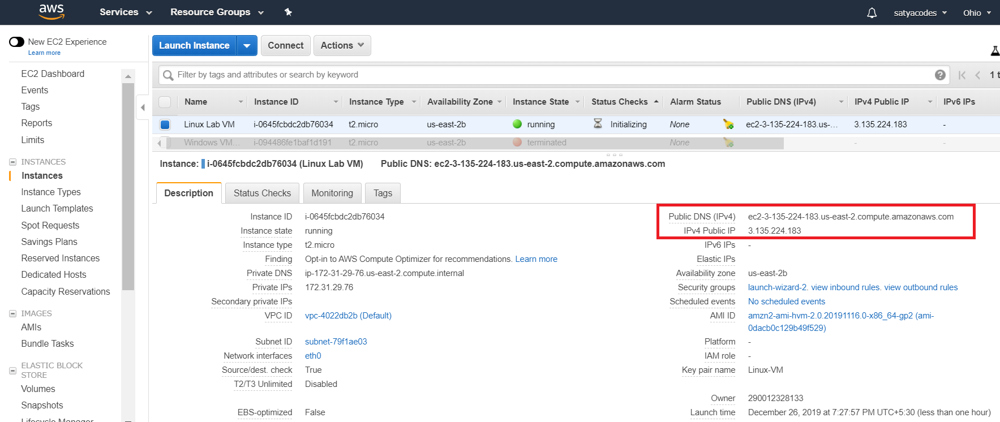 aws Services Resource Groups satyacodes Ohio
New EC2 Experience
Learn more
EC2 Dashboard
Events
Tags
Reports
Limits
INSTANCES
Instances
Instance Types
Launch Templates
Spot Requests
Savings Plans
Reserved Instances
Dedicated Hosts
Capacity Reservations
IMAGES
AMIs
Bundle Tasks
ELASTIC BLOCK
STORE
Volumes
Snapshots
Lifecycle Manager
Launch Instance Connect Actions
Filter by tags and attributes or search by keyword ? 1 t
Name Instance ID Instance Type Availability Zone Instance State Status Checks Alarm Status Public DNS (IPv4) IPv4 Public IP IPv6 IPs
Linux Lab VM i-0645fcbdc2db76034 t2.micro us-east-2b running Initializing None ec2-3-135-224-183.us-... 3.135.224.183 -
Windows VM... i-094486fe1baf1d191 t2.micro us-east-2b terminated None - -
Instance: i-0645fcbdc2db76034 (Linux Lab VM) Public DNS: ec2-3-135-224-183.us-east-2.compute.amazonaws.com
Description Status Checks Monitoring Tags
Instance ID i-0645fcbdc2db76034
Instance state running
Instance type t2.micro
Finding Opt-in to AWS Compute Optimizer for recommendations. Learn more
Private DNS ip-172-31-29-76.us-east-2.compute.internal
Private IPs 172.31.29.76
Secondary private IPs
VPC ID vpc-4022db2b (Default)
Subnet ID subnet-79f1ae03
Network interfaces eth0
Source/dest. check True
T2/T3 Unlimited Disabled
EBS-optimized False
Public DNS (IPv4) ec2-3-135-224-183.us-east-2.compute.amazonaws.com
IPv4 Public IP 3.135.224.183
IPv6 IPs -
Elastic IPs
Availability zone us-east-2b
Security groups launch-wizard-2. view inbound rules. view outbound rules
Scheduled events No scheduled events
AMI ID amzn2-ami-hvm-2.0.20191116.0-x86_64-gp2 (ami-
0dacb0c129b49f529)
Platform -
IAM role -
Key pair name Linux-VM
Owner 290012328133
Launch time December 26, 2019 at 7:27:57 PM UTC+5:30 (less than one hour)